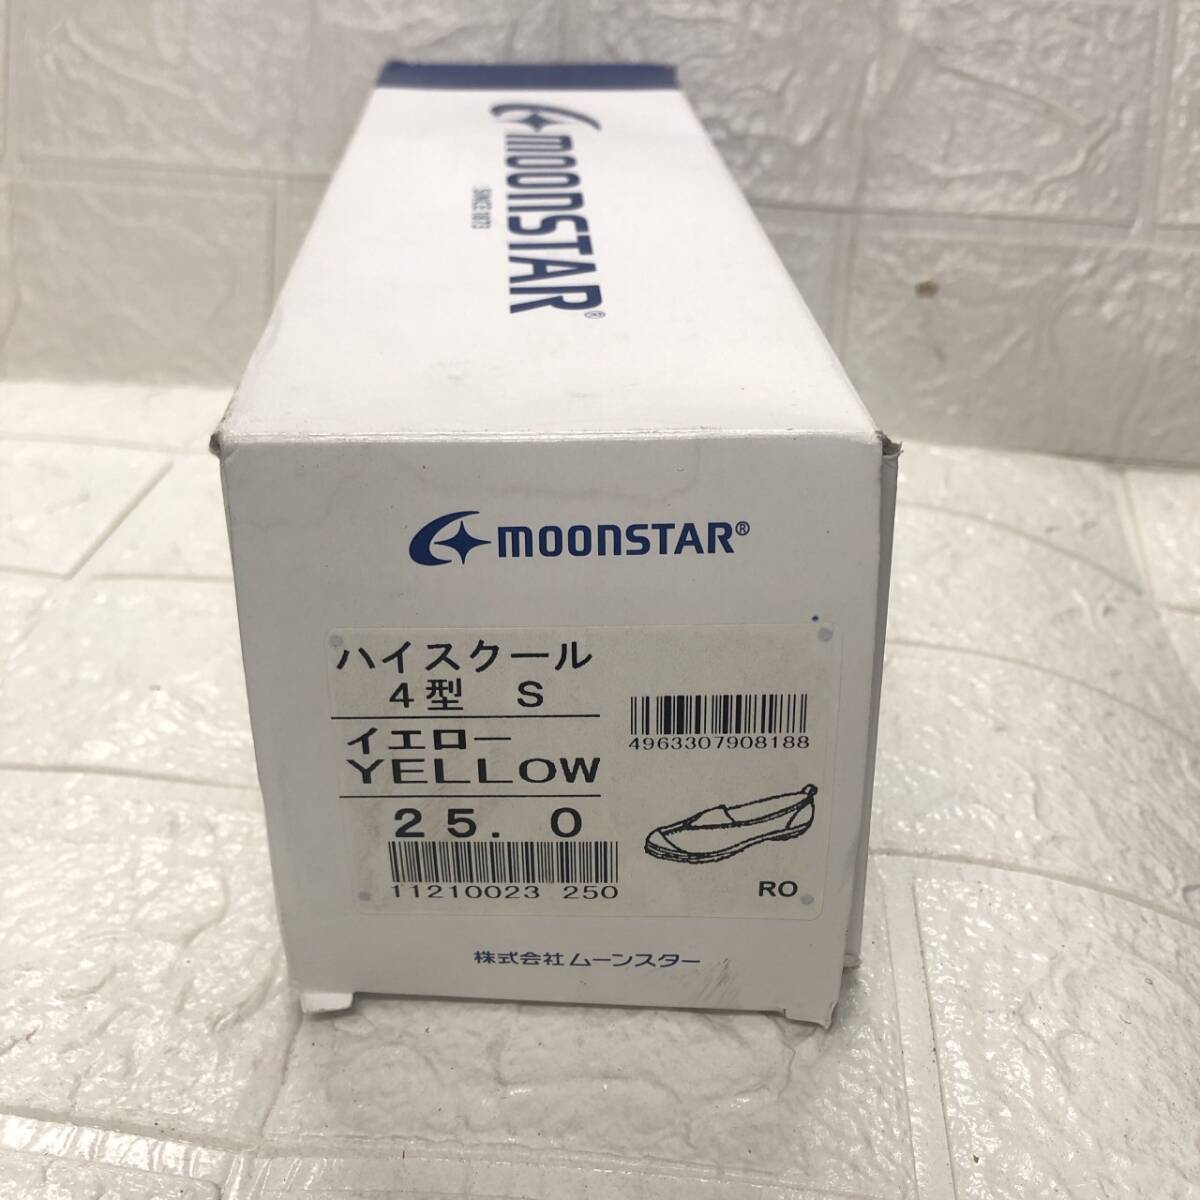 MOONSTAR®
SINCE 1873
MOONSTAR®
ハイスクール
4型 S
イエロー
YELLOW
25.0
11210023 250
4963307908188
RO
株式会社ムーンスター